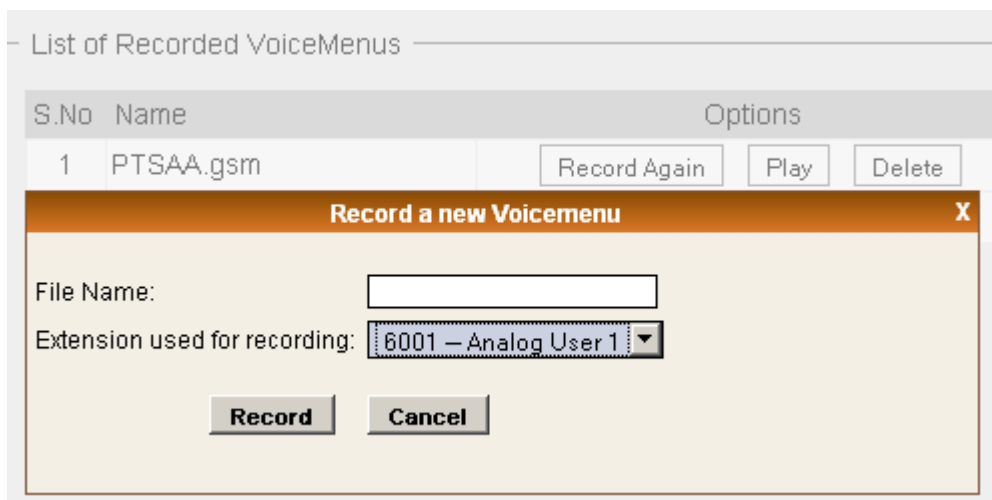 List of Recorded VoiceMenus
S.No Name Options
1 PTSAA.gsm Record Again Play Delete
Record a new Voicemenu X
File Name:
Extension used for recording: 6001 -- Analog User 1
Record Cancel